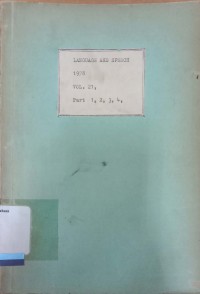 LANGUAGE AND SPEECH
1978
VOL. 21,
Part 1, 2, 3, 4,